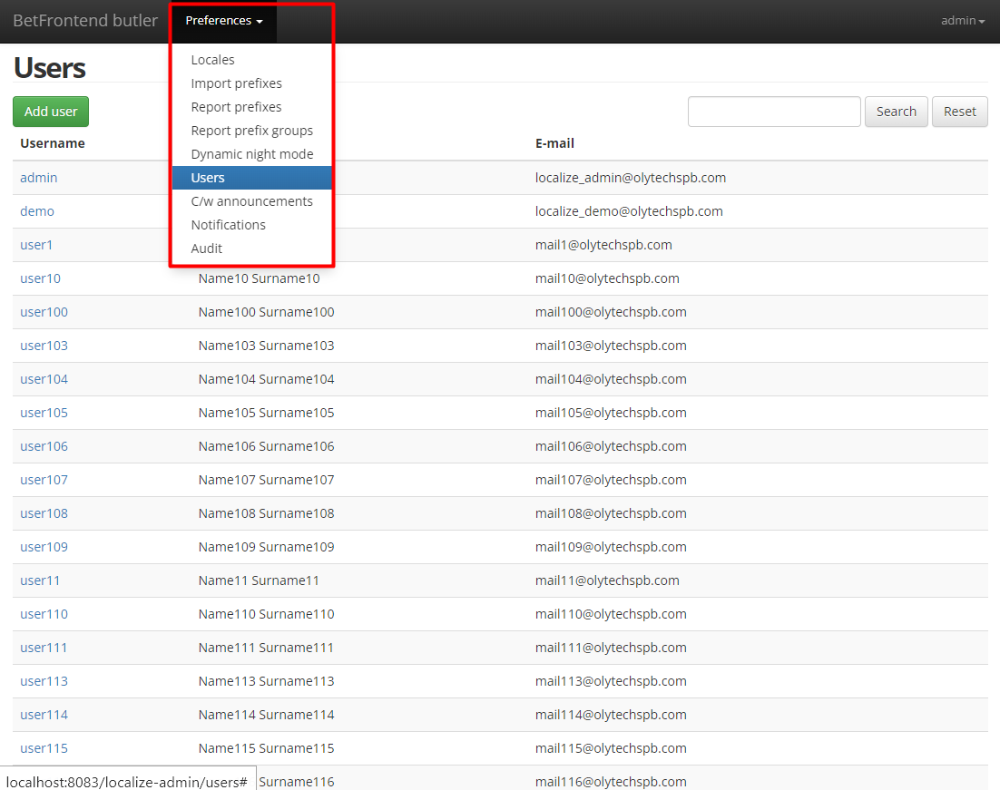 BetFrontend butler Preferences admin
Locales
Users
Import prefixes
Report prefixes
Add user Search Reset
Report prefix groups
Username E-mail
Dynamic night mode
admin Users localize_admin@olytechspb.com
C/w announcements
demo localize_demo@olytechspb.com
Notifications
user1 mail1@olytechspb.com
Audit
user10 Name10 Surname10 mail10@olytechspb.com
user100 Name100 Surname100 mail100@olytechspb.com
user103 Name103 Surname103 mail103@olytechspb.com
user104 Name104 Surname104 mail104@olytechspb.com
user105 Name105 Surname105 mail105@olytechspb.com
user106 Name106 Surname106 mail106@olytechspb.com
user107 Name107 Surname107 mail107@olytechspb.com
user108 Name108 Surname108 mail108@olytechspb.com
user109 Name109 Surname109 mail109@olytechspb.com
user11 Name11 Surname11 mail11@olytechspb.com
user110 Name110 Surname110 mail110@olytechspb.com
user111 Name111 Surname111 mail111@olytechspb.com
user113 Name113 Surname113 mail113@olytechspb.com
user114 Name114 Surname114 mail114@olytechspb.com
user115 Name115 Surname115 mail115@olytechspb.com
localhost:8083/localize-admin/users# Surname116 mail116@olytechspb.com